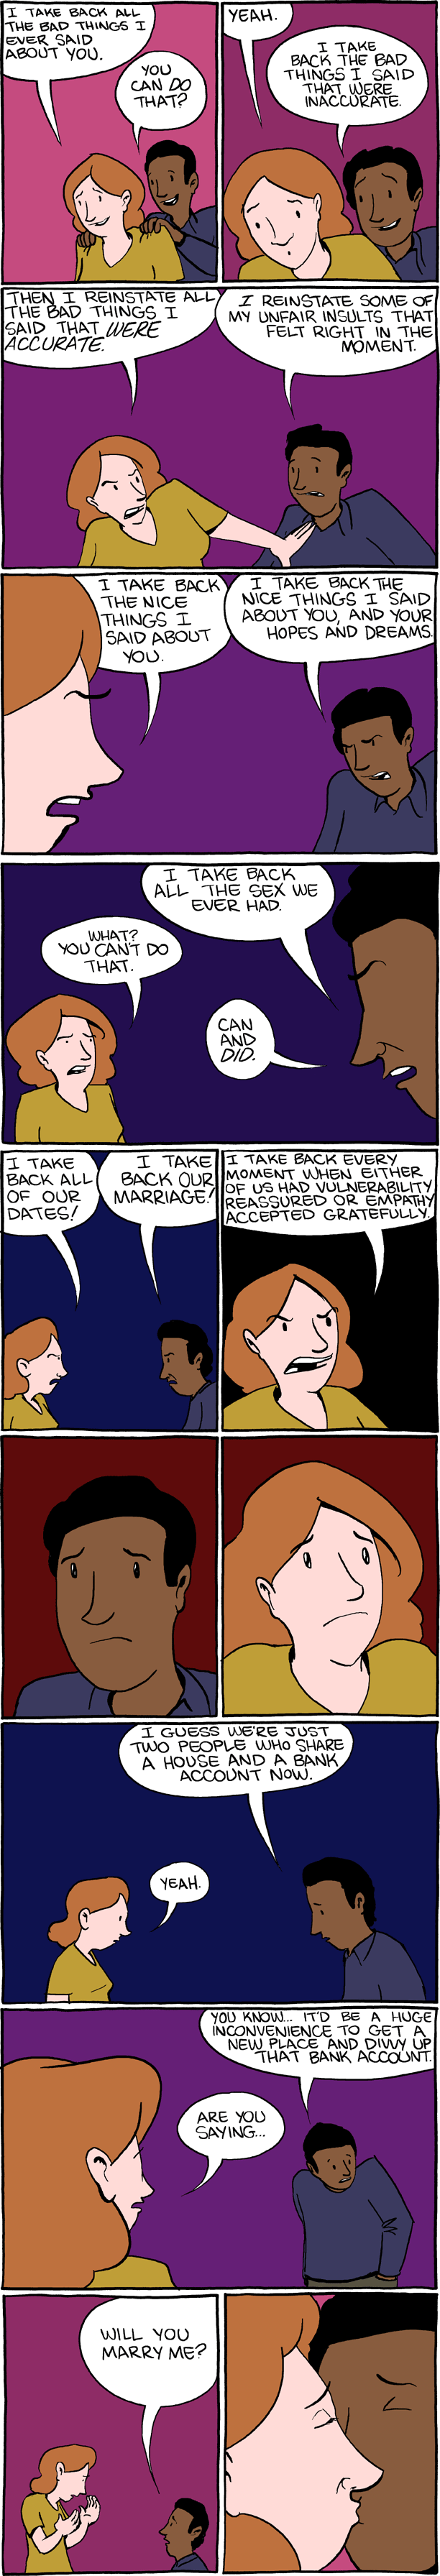 I TAKE BACK ALL
THE BAD THINGS I
EVER SAID
ABOUT YOU.
YOU
CAN DO
THAT?
YEAH.
I TAKE
BACK THE BAD
THINGS I SAID
THAT WERE
INACCURATE.
THEN I REINSTATE ALL
THE BAD THINGS I
SAID THAT WERE
ACCURATE.
I REINSTATE SOME OF
MY UNFAIR INSULTS THAT
FELT RIGHT IN THE
MOMENT.
I TAKE BACK
THE NICE
THINGS I
SAID ABOUT
YOU.
I TAKE BACK THE
NICE THINGS I SAID
ABOUT YOU, AND YOUR
HOPES AND DREAMS.
I TAKE BACK
ALL THE SEX WE
EVER HAD.
WHAT?
YOU CAN'T DO
THAT.
CAN
AND
DID.
I TAKE
BACK ALL
OF OUR
DATES!
I TAKE
BACK OUR
MARRIAGE!
I TAKE BACK EVERY
MOMENT WHEN EITHER
OF US HAD VULNERABILITY
REASSURED OR EMPATHY
ACCEPTED GRATEFULLY.
I GUESS WE'RE JUST
TWO PEOPLE WHO SHARE
A HOUSE AND A BANK
ACCOUNT NOW.
YEAH.
YOU KNOW... IT'D BE A HUGE
INCONVENIENCE TO GET A
NEW PLACE AND DIVVY UP
THAT BANK ACCOUNT.
ARE YOU
SAYING...
WILL YOU
MARRY ME?